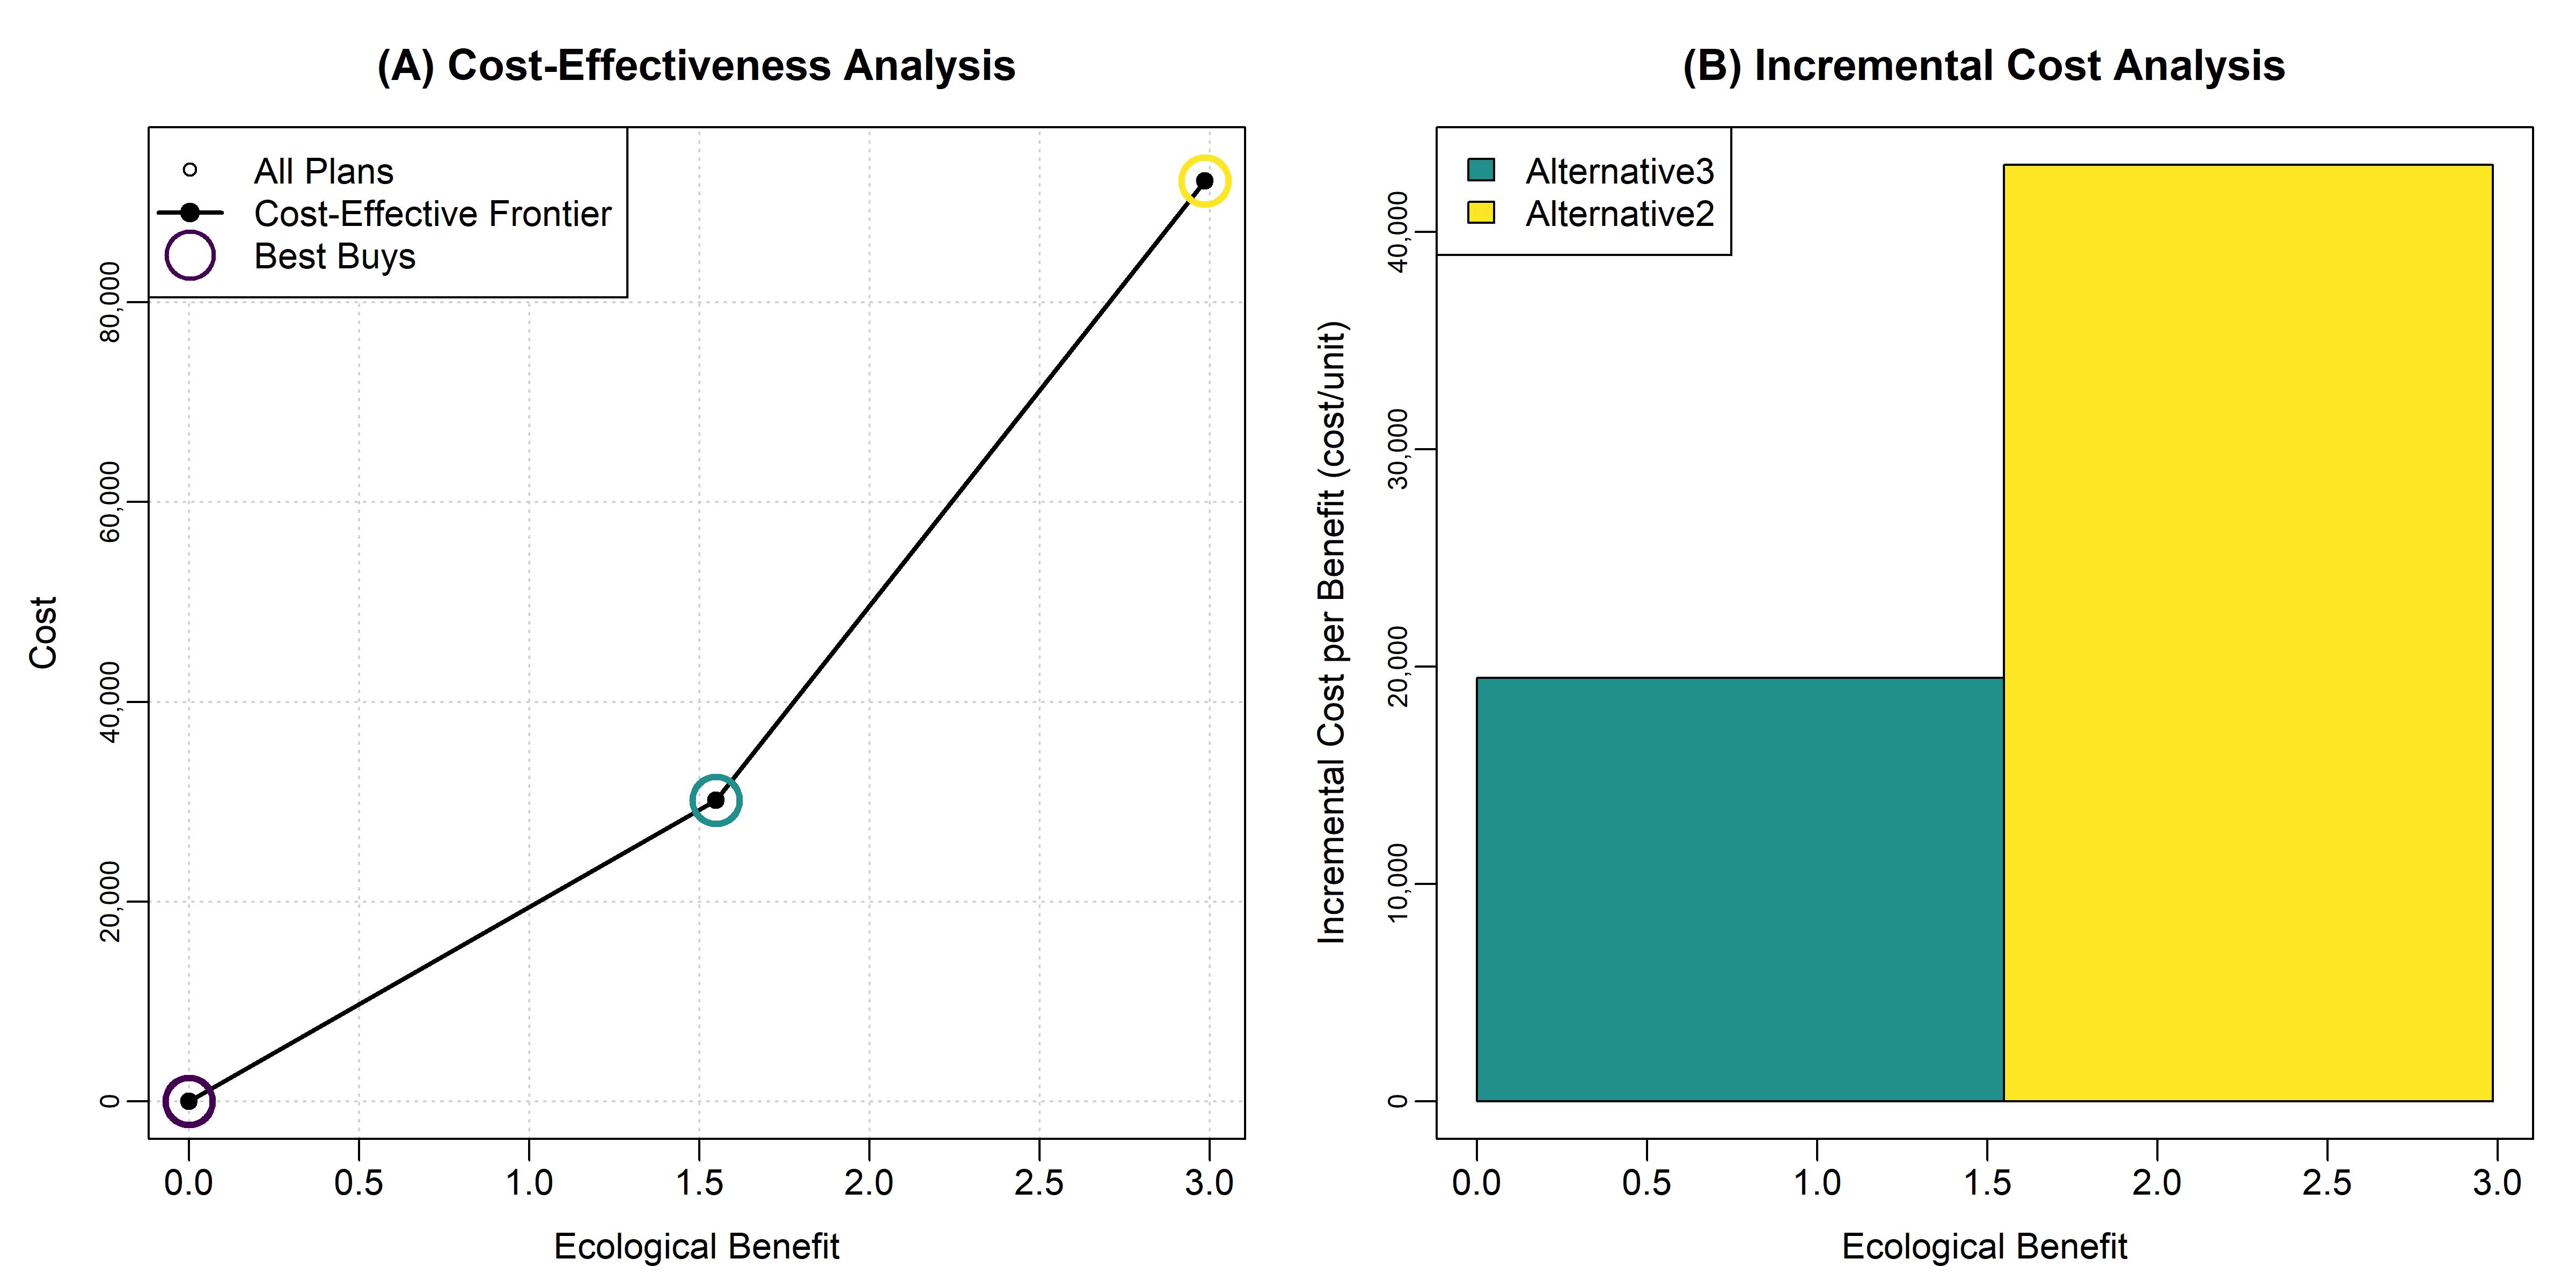 (A) Cost-Effectiveness Analysis
All Plans
Cost-Effective Frontier
Best Buys
Cost
80,000
60,000
40,000
20,000
0
0.0 0.5 1.0 1.5 2.0 2.5 3.0
Ecological Benefit
(B) Incremental Cost Analysis
Alternative3
Alternative2
Incremental Cost per Benefit (cost/unit)
40,000
30,000
20,000
10,000
0
0.0 0.5 1.0 1.5 2.0 2.5 3.0
Ecological Benefit